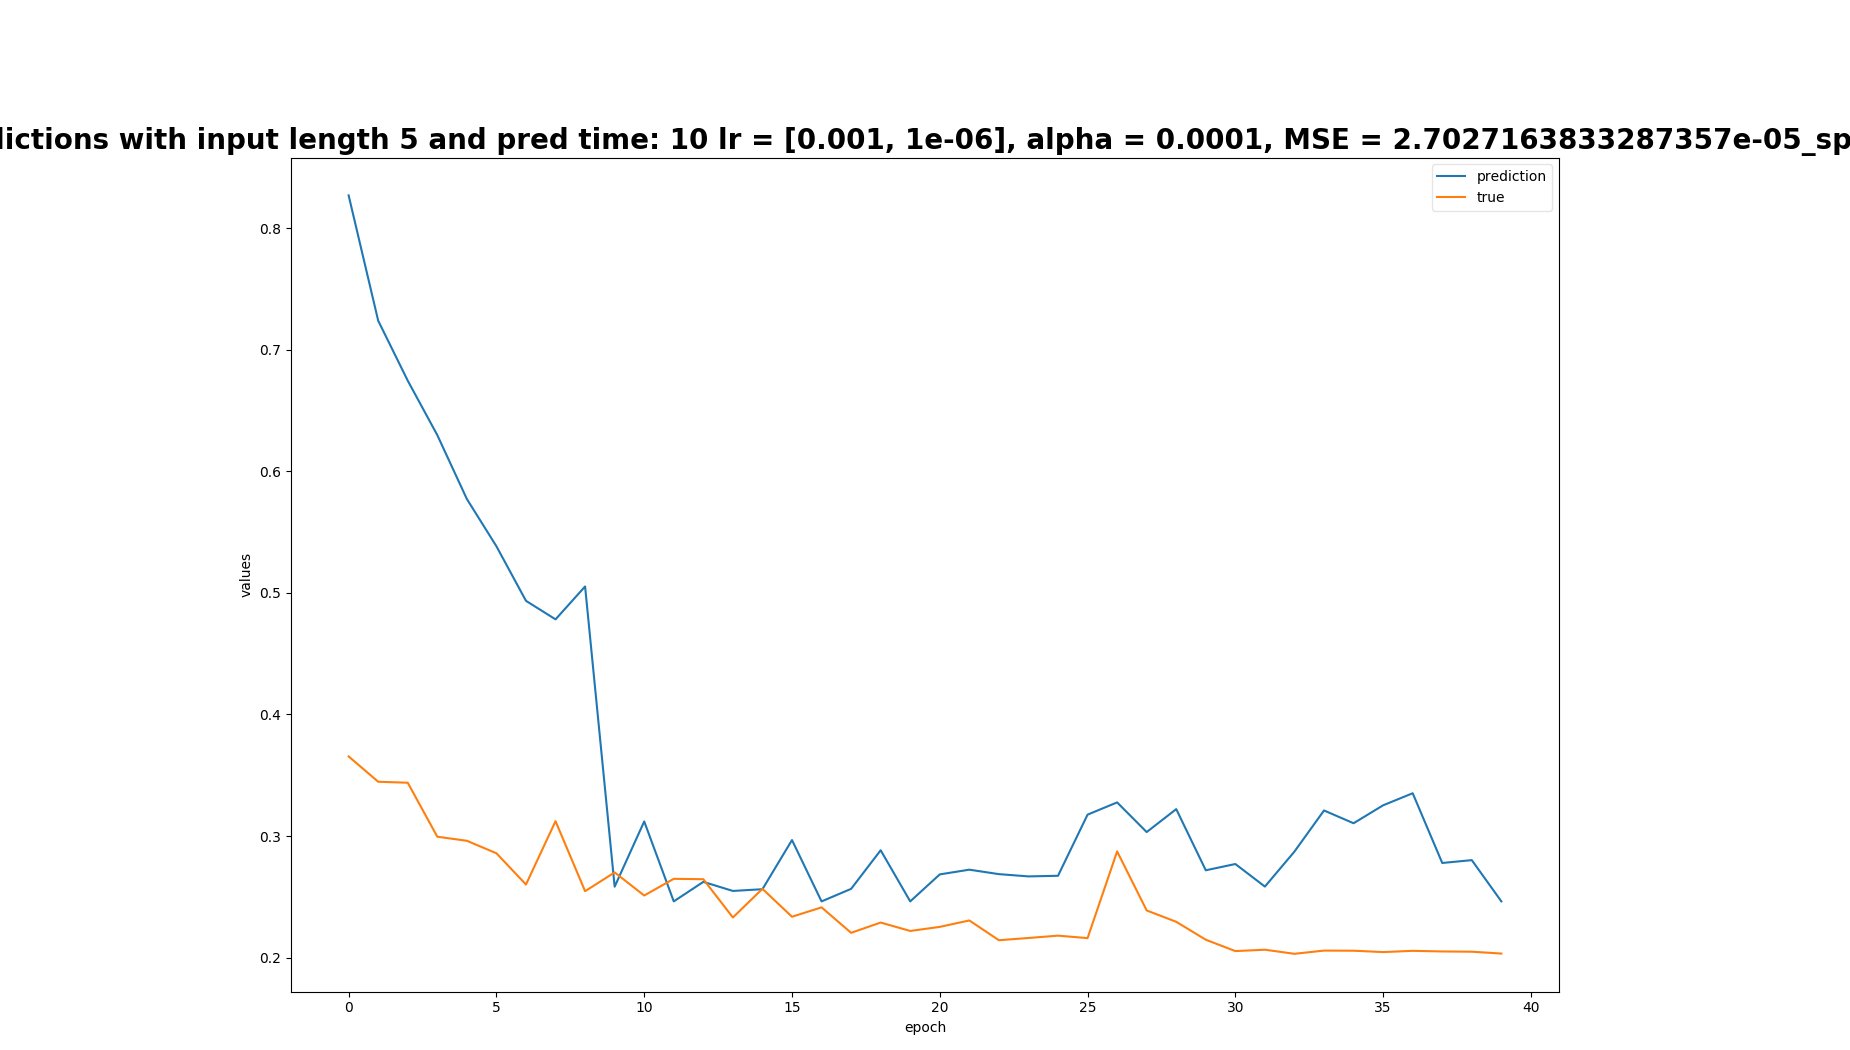 dictions with input length 5 and pred time: 10 lr = [0.001, 1e-06], alpha = 0.0001, MSE = 2.7027163833287357e-05_sp
prediction
true
0.8
0.7
0.6
0.5
0.4
0.3
0.2
values
0 5 10 15 20 25 30 35 40
epoch